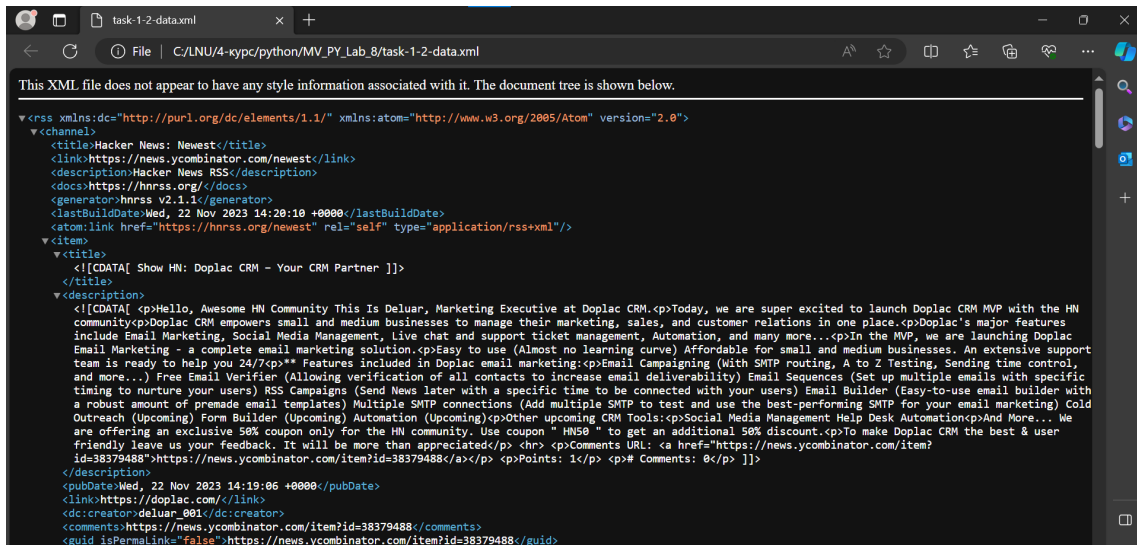 task-1-2-data.xml
File | C:/LNU/4-курс/python/MV_PY_Lab_8/task-1-2-data.xml
This XML file does not appear to have any style information associated with it. The document tree is shown below.
<rss xmlns:dc="http://purl.org/dc/elements/1.1/" xmlns:atom="http://www.w3.org/2005/Atom" version="2.0">
<channel>
<title>Hacker News: Newest</title>
<link>https://news.ycombinator.com/newest</link>
<description>Hacker News RSS</description>
<docs>https://hnrss.org/</docs>
<generator>hnrss v2.1.1</generator>
<lastBuildDate>Wed, 22 Nov 2023 14:20:10 +0000</lastBuildDate>
<atom:link href="https://hnrss.org/newest" rel="self" type="application/rss+xml"/>
<item>
<title>
<![CDATA[ Show HN: Doplac CRM – Your CRM Partner ]]>
</title>
<description>
<![CDATA[ <p>Hello, Awesome HN Community This Is Deluar, Marketing Executive at Doplac CRM.<p>Today, we are super excited to launch Doplac CRM MVP with the HN
community<p>Doplac CRM empowers small and medium businesses to manage their marketing, sales, and customer relations in one place.<p>Doplac's major features
include Email Marketing, Social Media Management, Live chat and support ticket management, Automation, and many more...<p>In the MVP, we are launching Doplac
Email Marketing - a complete email marketing solution.<p>Easy to use (Almost no learning curve) Affordable for small and medium businesses. An extensive support
team is ready to help you 24/7<p>** Features included in Doplac email marketing:<p>Email Campaigning (With SMTP routing, A to Z Testing, Sending time control,
and more...) Free Email Verifier (Allowing verification of all contacts to increase email deliverability) Email Sequences (Set up multiple emails with specific
timing to nurture your users) RSS Campaigns (Send News later with a specific time to be connected with your users) Email Builder (Easy-to-use email builder with
a robust amount of premade email templates) Multiple SMTP connections (Add multiple SMTP to test and use the best-performing SMTP for your email marketing) Cold
Outreach (Upcoming) Form Builder (Upcoming) Automation (Upcoming)<p>Other upcoming CRM Tools:<p>Social Media Management Help Desk Automation<p>And More... We
are offering an exclusive 50% coupon only for the HN community. Use coupon " HN50 " to get an additional 50% discount.<p>To make Doplac CRM the best & user
friendly leave us your feedback. It will be more than appreciated</p> <hr> <p>Comments URL: <a href="https://news.ycombinator.com/item?
id=38379488">https://news.ycombinator.com/item?id=38379488</a></p> <p>Points: 1</p> <p># Comments: 0</p> ]]>
</description>
<pubDate>Wed, 22 Nov 2023 14:19:06 +0000</pubDate>
<link>https://doplac.com/</link>
<dc:creator>deluar_001</dc:creator>
<comments>https://news.ycombinator.com/item?id=38379488</comments>
<guid isPermaLink="false">https://news.ycombinator.com/item?id=38379488</guid>